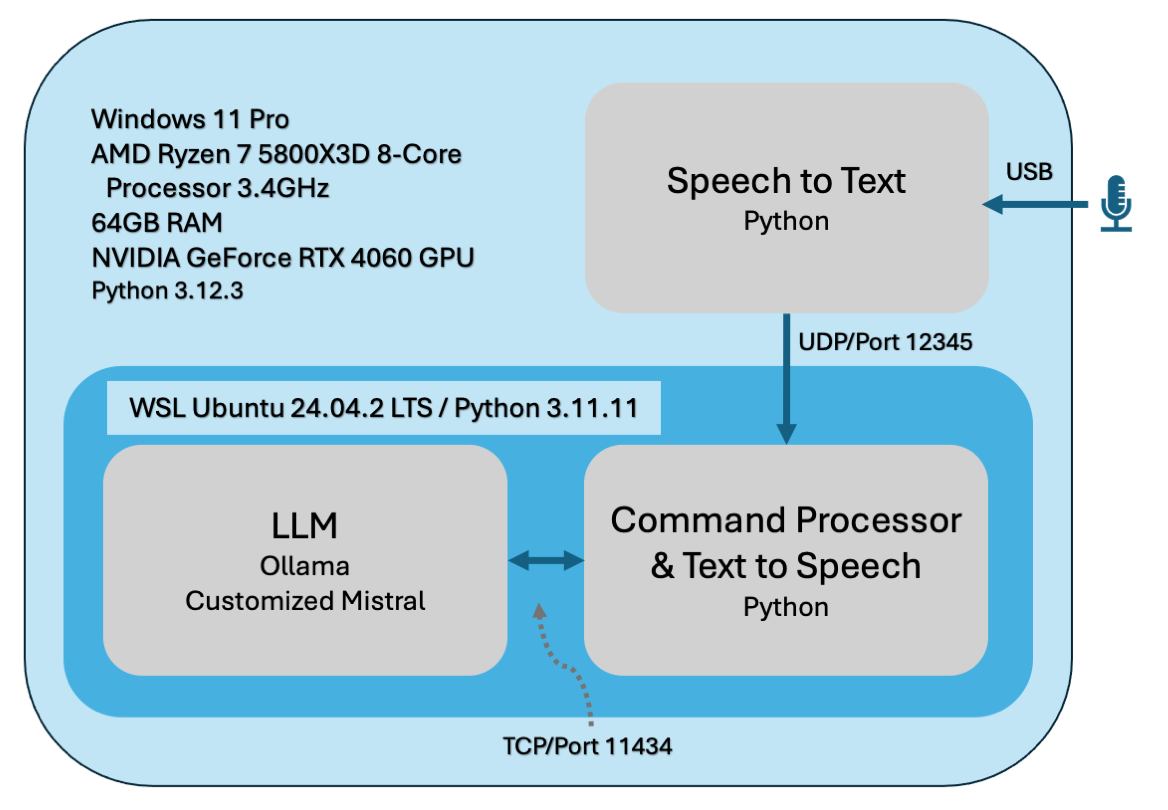 Windows 11 Pro
AMD Ryzen 7 5800X3D 8-Core
Processor 3.4GHz
64GB RAM
NVIDIA GeForce RTX 4060 GPU
Python 3.12.3
Speech to Text
Python
USB
UDP/Port 12345
WSL Ubuntu 24.04.2 LTS / Python 3.11.11
LLM
Ollama
Customized Mistral
Command Processor
& Text to Speech
Python
TCP/Port 11434